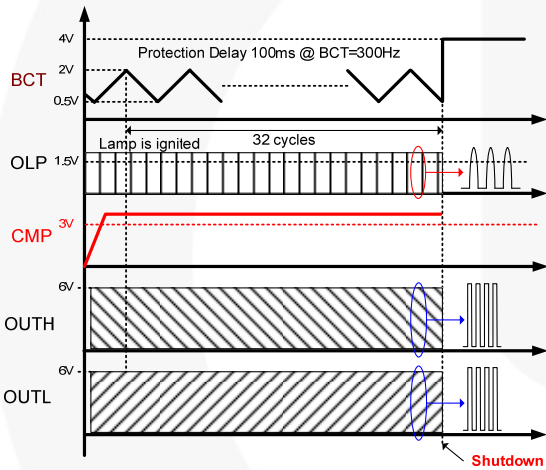 4V
Protection Delay 100ms @ BCT=300Hz
BCT
2V
0.5V
Lamp is ignited
32 cycles
OLP
1.5V
CMP
3V
6V
OUTH
6V
OUTL
Shutdown